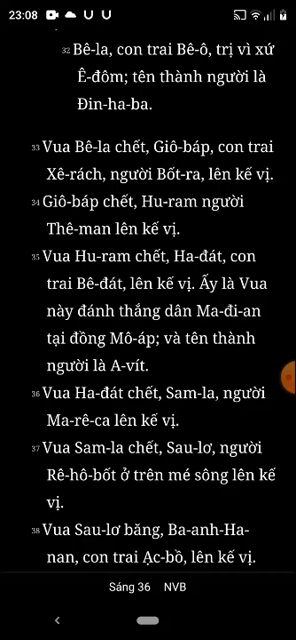 23:08
32 Bê-la, con trai Bê-ô, trị vì xứ
Ê-đôm; tên thành người là
Đin-ha-ba.
33 Vua Bê-la chết, Giô-báp, con trai
Xê-rách, người Bốt-ra, lên kế vị.
34 Giô-báp chết, Hu-ram người
Thê-man lên kế vị.
35 Vua Hu-ram chết, Ha-đát, con
trai Bê-đát, lên kế vị. Ấy là Vua
này đánh thắng dân Ma-đi-an
tại đồng Mô-áp; và tên thành
người là A-vít.
36 Vua Ha-đát chết, Sam-la, người
Ma-rê-ca lên kế vị.
37 Vua Sam-la chết, Sau-lơ, người
Rê-hô-bốt ở trên mé sông lên kế
vị.
38 Vua Sau-lơ băng, Ba-anh-Ha-
nan, con trai Ạc-bồ, lên kế vị.
Sáng 36 NVB